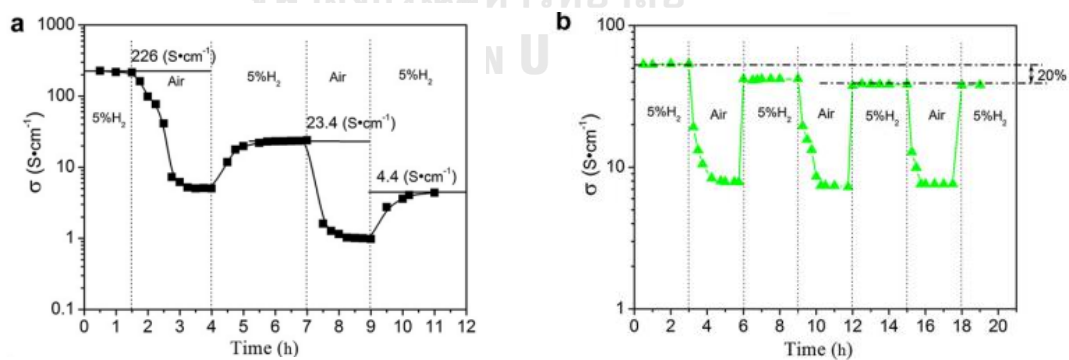 N U
a
1000
100
10
1
0.1
σ (S•cm⁻¹)
226 (S•cm⁻¹)
Air
5%H₂
5%H₂
Air
5%H₂
23.4 (S•cm⁻¹)
4.4 (S•cm⁻¹)
0 1 2 3 4 5 6 7 8 9 10 11 12
Time (h)
b
100
10
1
σ (S•cm⁻¹)
20%
5%H₂
Air
5%H₂
Air
5%H₂
Air
5%H₂
0 2 4 6 8 10 12 14 16 18 20
Time (h)